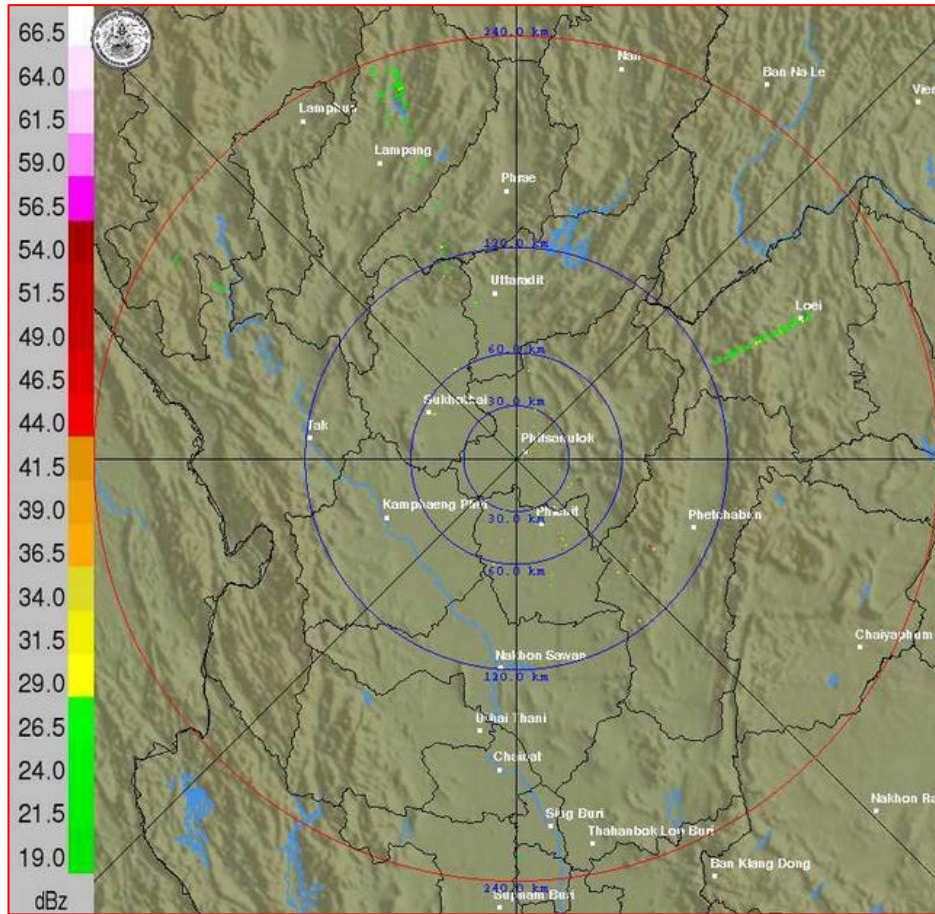 66.5
64.0
61.5
59.0
56.5
54.0
51.5
49.0
46.5
44.0
41.5
39.0
36.5
34.0
31.5
29.0
26.5
24.0
21.5
19.0
dBz
240.0 km
Nan
Ban Na Le
Lamphun
Lampang
Phrae
120.0 km
Uttaradit
Loei
60.0 km
Sukhothai
30.0 km
Tak
Phitsanulok
Kamphaeng Phet
30.0 km
Phichit
Phetchabun
60.0 km
Chaiyaphum
Nakhon Sawan
120.0 km
Uthai Thani
Chainat
Sing Buri
Nakhon Ra
Thahanbok Lop Buri
Ban Klang Dong
240.0 km
Suphan Buri